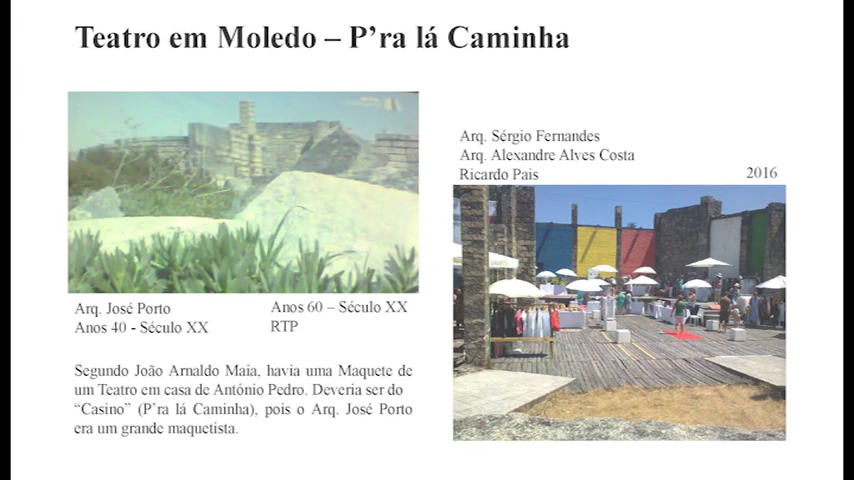 Teatro em Moledo – P’ra lá Caminha
Arq. José Porto
Anos 40 - Século XX
Anos 60 – Século XX
RTP
Segundo João Arnaldo Maia, havia uma Maquete de
um Teatro em casa de António Pedro. Deveria ser do
“Casino” (P’ra lá Caminha), pois o Arq. José Porto
era um grande maquetista.
Arq. Sérgio Fernandes
Arq. Alexandre Alves Costa
Ricardo Pais
2016